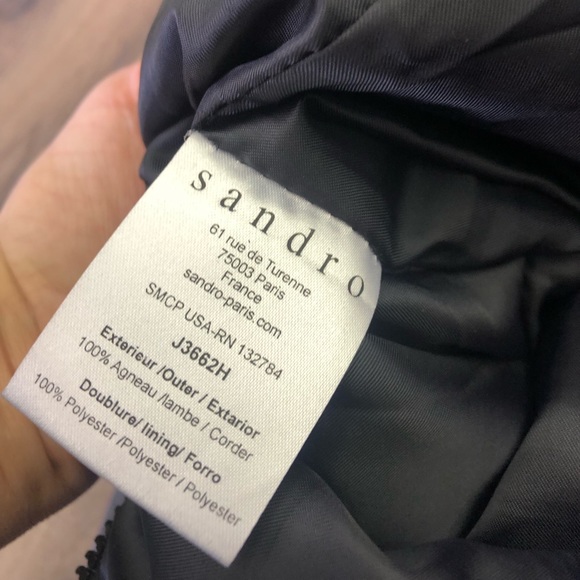 sandro
61 rue de Turenne
75003 Paris
France
sandro-paris.com
SMCP USA-RN 132784
J3662H
Exterieur /Outer / Extarior
100% Agneau /lambe / Corder
Doublure/ lining/ Forro
100% Polyester /Polyester / Polyester